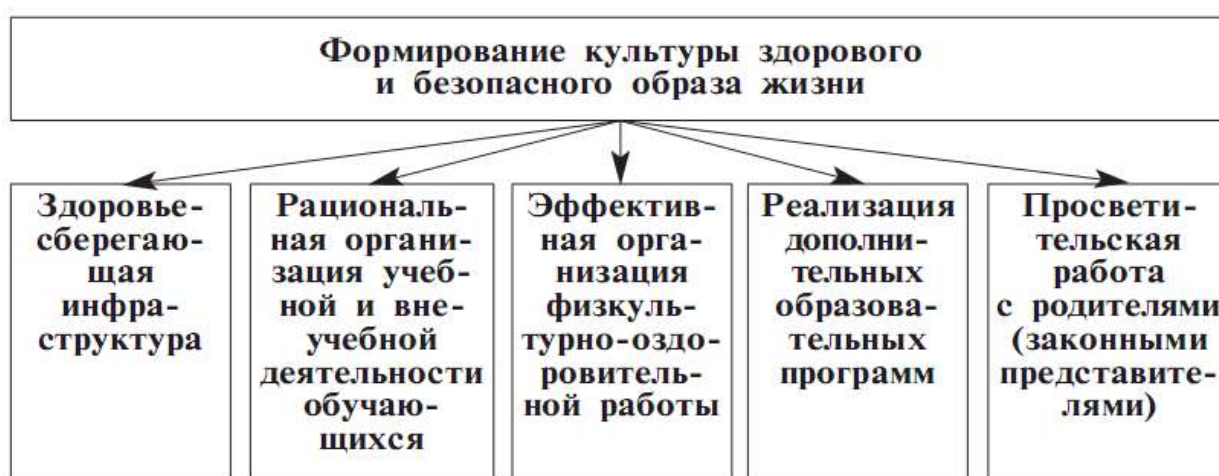 Формирование культуры здорового
и безопасного образа жизни
Здоровье-
сберегаю-
щая
инфра-
структура
Рациональ-
ная органи-
зация учеб-
ной и вне-
учебной
деятельности
обучаю-
щихся
Эффектив-
ная орга-
низация
физкуль-
турно-оздо-
ровитель-
ной работы
Реализация
дополни-
тельных
образова-
тельных
программ
Просвети-
тельская
работа
с родителями
(законными
представите-
лями)